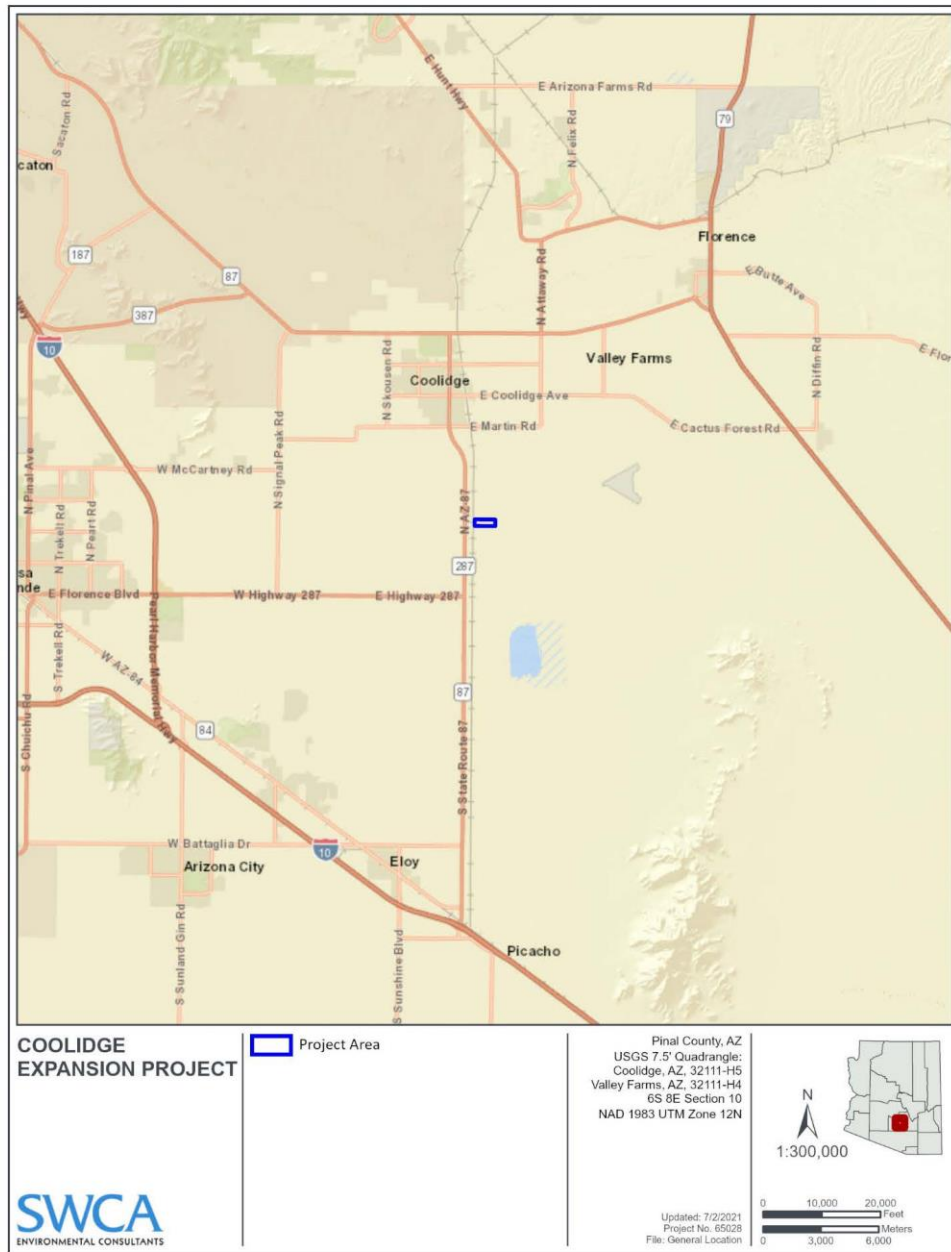 E Hunt Hwy
E Arizona Farms Rd
Sacaton Rd
79
N Felix Rd
caton
Florence
187
87
N Attaway Rd
E Butte Ave
387
Hwy
10
Valley Farms
N Diffin Rd
E Flor
N Skousen Rd
Coolidge
E Coolidge Ave
N Signal Peak Rd
E Martin Rd
E Cactus Forest Rd
N Pinal Ave
W McCartney Rd
N Trekell Rd
N Peart Rd
N AZ-87
287
sa
nde
E Florence Blvd
W Highway 287
E Highway 287
Pearl Harbor Memorial Hwy
S Trekell Rd
W AZ-84
87
S Chuichu Rd
84
S State Route 87
W Battaglia Dr
10
Arizona City
Eloy
S Sunland Gin Rd
S Sunshine Blvd
Picacho
COOLIDGE
EXPANSION PROJECT
Project Area
Pinal County, AZ
USGS 7.5' Quadrangle:
Coolidge, AZ, 32111-H5
Valley Farms, AZ, 32111-H4
6S 8E Section 10
NAD 1983 UTM Zone 12N
N
1:300,000
SWCA
ENVIRONMENTAL CONSULTANTS
Updated: 7/2/2021
Project No. 65028
File: General Location
0 10,000 20,000
Feet
Meters
0 3,000 6,000